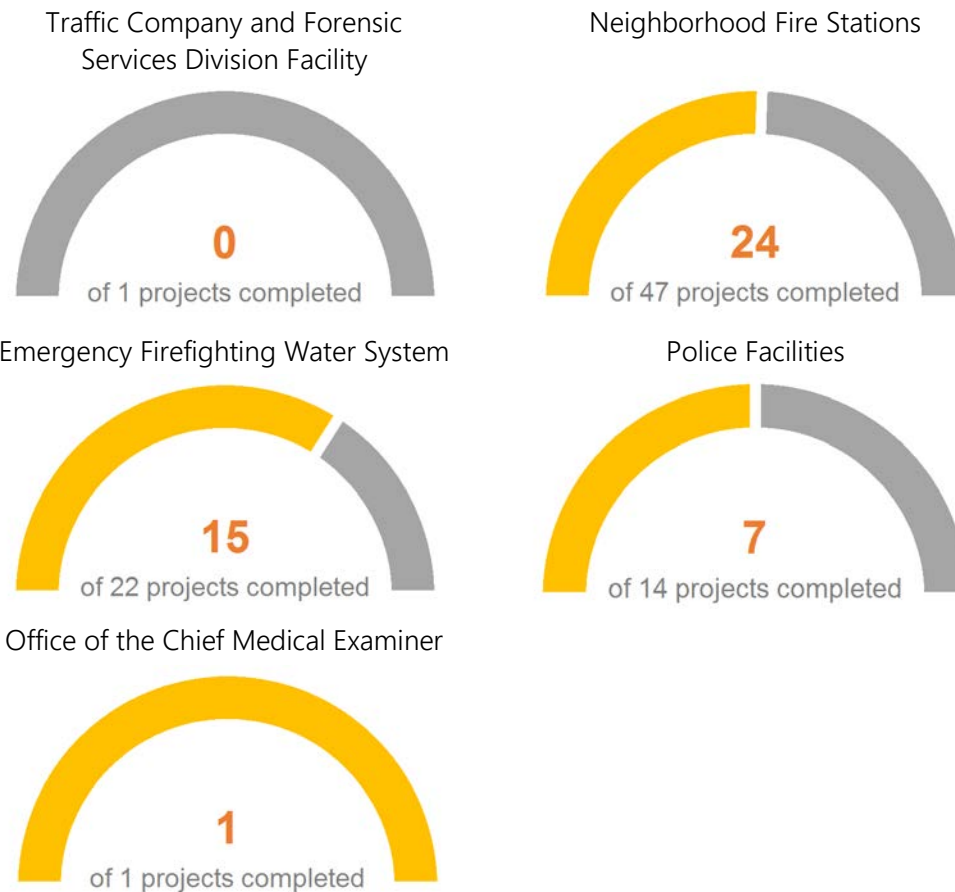 Traffic Company and Forensic
Services Division Facility
0
of 1 projects completed
Neighborhood Fire Stations
24
of 47 projects completed
Emergency Firefighting Water System
15
of 22 projects completed
Police Facilities
7
of 14 projects completed
Office of the Chief Medical Examiner
1
of 1 projects completed